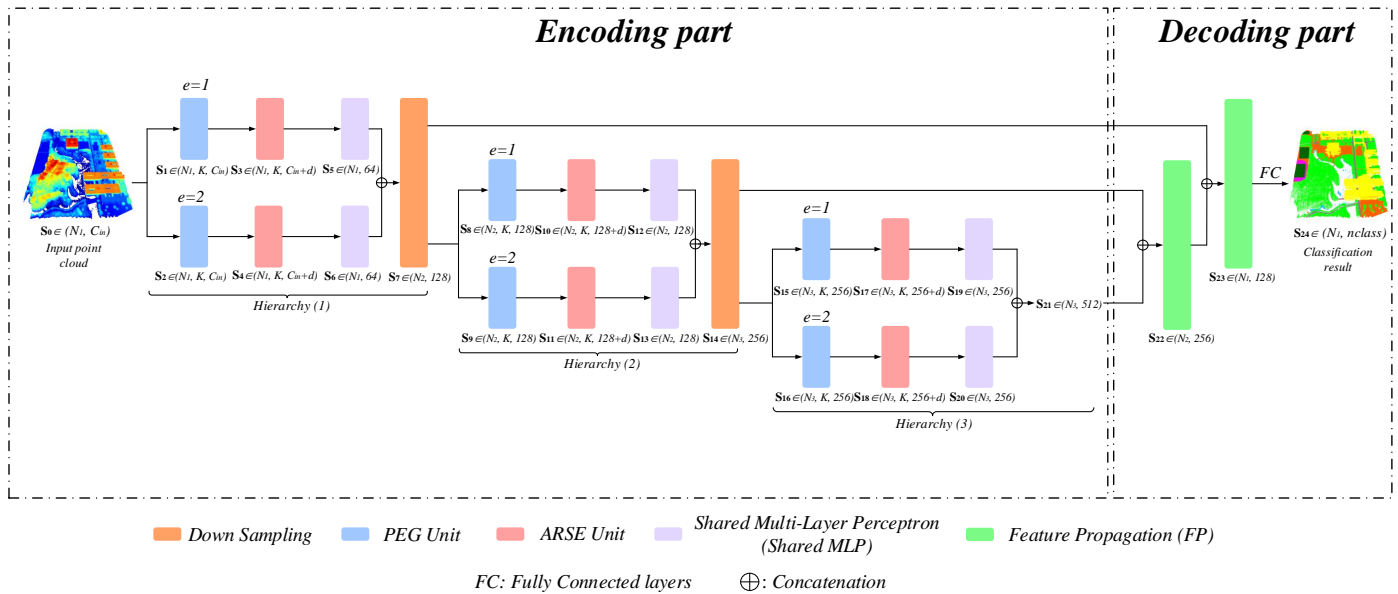 Encoding part
Decoding part
e=1
S1∈(N1, K, Cin) S3∈(N1, K, Cin+d) S5∈(N1, 64)
e=2
S2∈(N1, K, Cin) S4∈(N1, K, Cin+d) S6∈(N1, 64)
S7∈(N2, 128)
Hierarchy (1)
S0∈ (N1, Cin)
Input point
cloud
e=1
S8∈(N2, K, 128) S10∈(N2, K, 128+d) S12∈(N2, 128)
e=2
S9∈(N2, K, 128) S11∈(N2, K, 128+d) S13∈(N2, 128) S14∈(N3, 256)
Hierarchy (2)
e=1
S15∈(N3, K, 256) S17∈(N3, K, 256+d) S19∈(N3, 256)
e=2
S16∈(N3, K, 256) S18∈(N3, K, 256+d) S20∈(N3, 256)
S21∈(N3, 512)
Hierarchy (3)
S22∈(N2, 256)
S23∈(N1, 128)
FC
S24∈ (N1, nclass)
Classification
result
Down Sampling
PEG Unit
ARSE Unit
Shared Multi-Layer Perceptron
(Shared MLP)
Feature Propagation (FP)
FC: Fully Connected layers
⊕: Concatenation